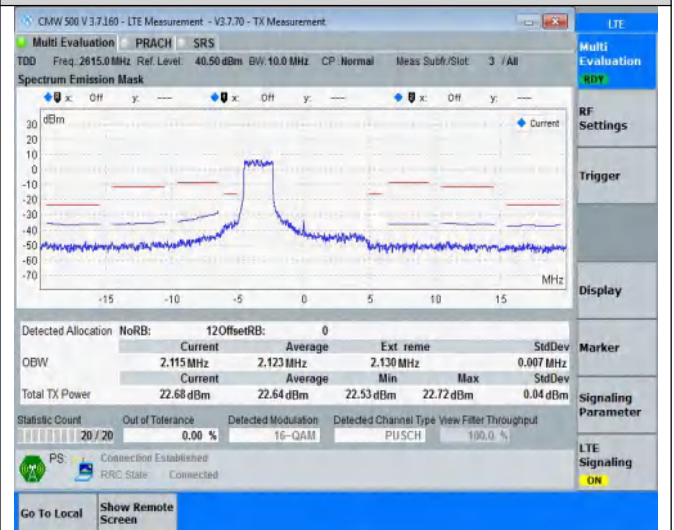 CMW 500 V 3.7.160 - LTE Measurement - V3.7.70 - TX Measurement
LTE
Multi Evaluation PRACH SRS
Multi Evaluation
RDY
TDD Freq.: 2615.0 MHz Ref. Level: 40.50 dBm BW: 10.0 MHz CP: Normal Meas Subfr./Slot: 3 /All
Spectrum Emission Mask
x: Off y: --- x: Off y: --- x: Off y: ---
dBm
Current
30
20
10
0
-10
-20
-30
-40
-50
-60
-70
MHz
-15 -10 -5 0 5 10 15
RF Settings
Trigger
Display
Marker
Signaling Parameter
LTE Signaling
ON
Detected Allocation NoRB: 12 OffsetRB: 0
Current Average Extreme StdDev
OBW 2.115 MHz 2.123 MHz 2.130 MHz 0.007 MHz
Current Average Min Max StdDev
Total TX Power 22.68 dBm 22.64 dBm 22.53 dBm 22.72 dBm 0.04 dBm
Statistic Count Out of Tolerance Detected Modulation Detected Channel Type View Filter Throughput
20 / 20 0.00 % 16-QAM PUSCH 100.0 %
PS: Connection Established
RRC State Connected
Go To Local Show Remote Screen